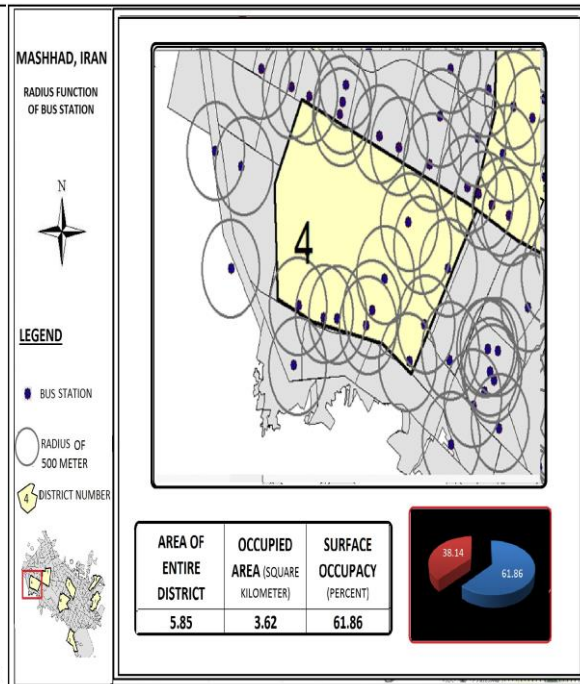 MASHHAD, IRAN
RADIUS FUNCTION
OF BUS STATION
N
LEGEND
BUS STATION
RADIUS OF
500 METER
4 DISTRICT NUMBER
4
AREA OF
ENTIRE
DISTRICT
OCCUPIED
AREA (SQUARE
KILOMETER)
SURFACE
OCCUPANCY
(PERCENT)
5.85 3.62 61.86
38.14
61.86